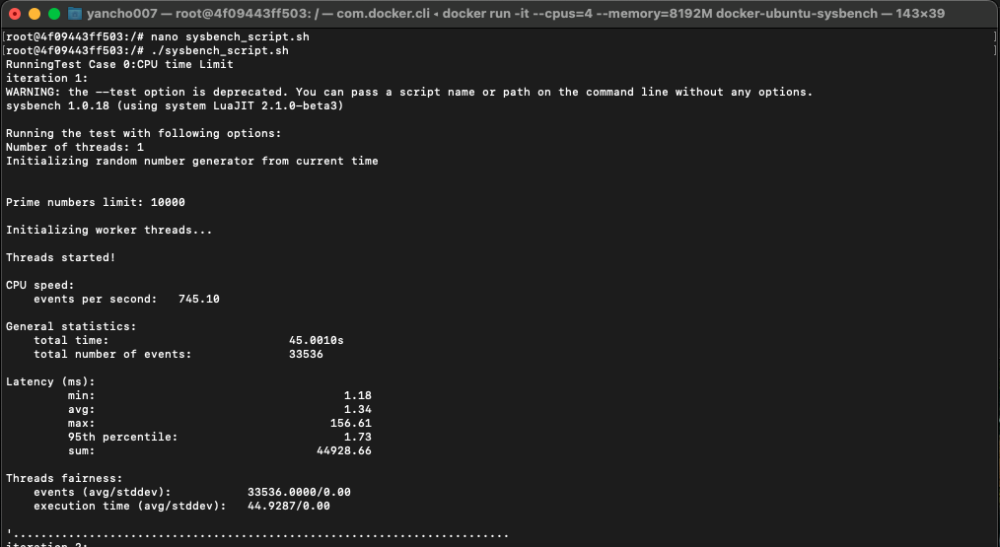 yancho007 — root@4f09443ff503: / — com.docker.cli ◂ docker run -it --cpus=4 --memory=8192M docker-ubuntu-sysbench — 143×39
[root@4f09443ff503:/# nano sysbench_script.sh ]
[root@4f09443ff503:/# ./sysbench_script.sh ]
RunningTest Case 0:CPU time Limit
iteration 1:
WARNING: the --test option is deprecated. You can pass a script name or path on the command line without any options.
sysbench 1.0.18 (using system LuaJIT 2.1.0-beta3)
Running the test with following options:
Number of threads: 1
Initializing random number generator from current time
Prime numbers limit: 10000
Initializing worker threads...
Threads started!
CPU speed:
events per second: 745.10
General statistics:
total time: 45.0010s
total number of events: 33536
Latency (ms):
min: 1.18
avg: 1.34
max: 156.61
95th percentile: 1.73
sum: 44928.66
Threads fairness:
events (avg/stddev): 33536.0000/0.00
execution time (avg/stddev): 44.9287/0.00
'........................................................................
iteration 2: